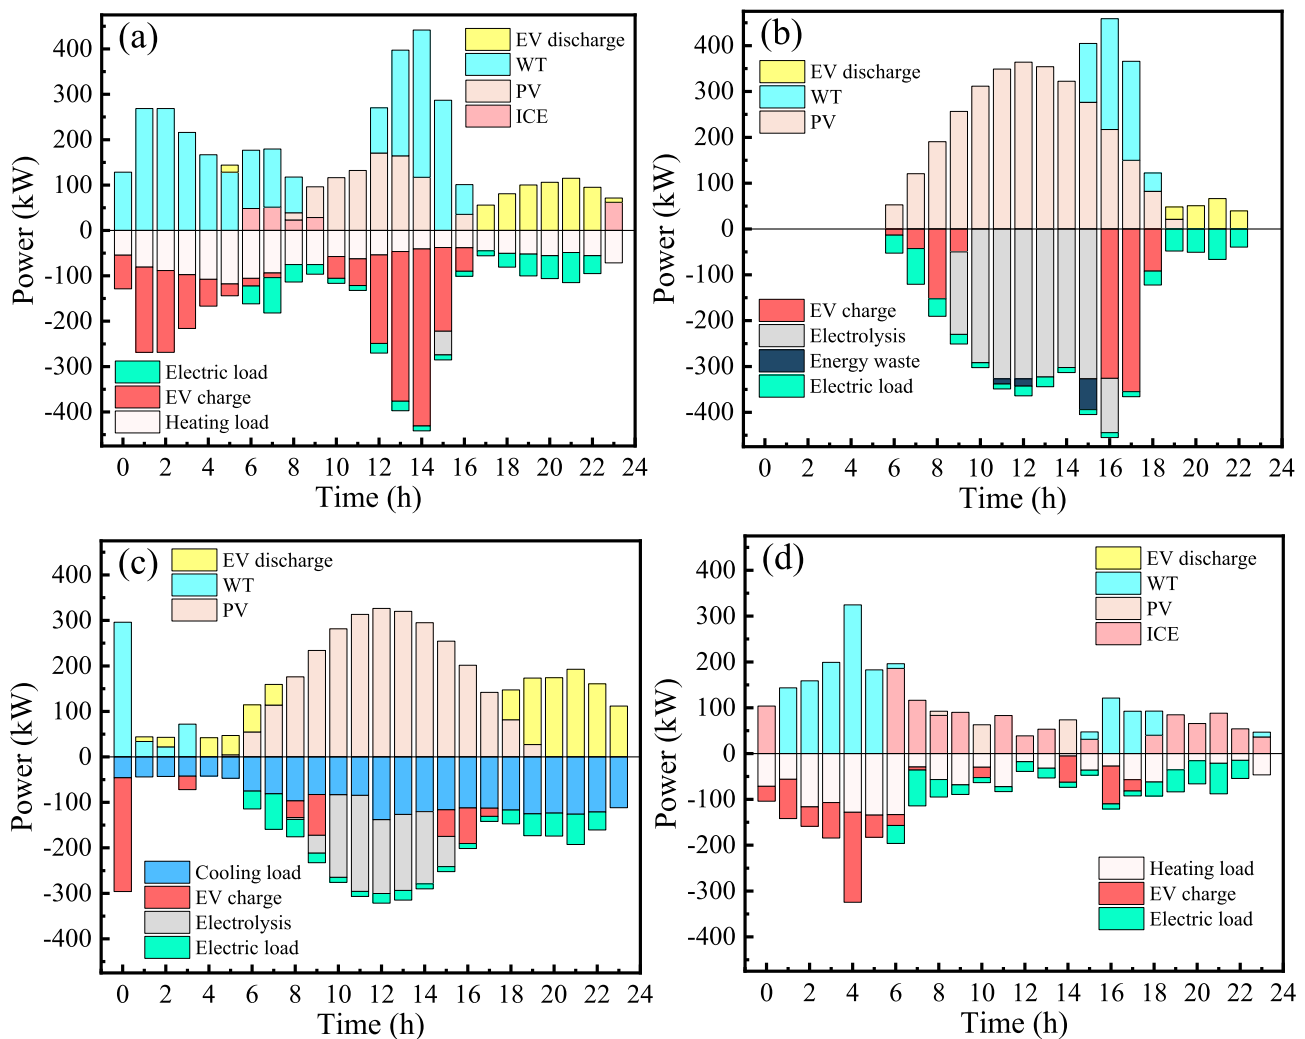 (a)
EV discharge
WT
PV
ICE
400
300
200
100
0
-100
-200
-300
-400
Power (kW)
Electric load
EV charge
Heating load
0 2 4 6 8 10 12 14 16 18 20 22 24
Time (h)
(b)
EV discharge
WT
PV
400
300
200
100
0
-100
-200
-300
-400
Power (kW)
EV charge
Electrolysis
Energy waste
Electric load
0 2 4 6 8 10 12 14 16 18 20 22 24
Time (h)
(c)
EV discharge
WT
PV
400
300
200
100
0
-100
-200
-300
-400
Power (kW)
Cooling load
EV charge
Electrolysis
Electric load
0 2 4 6 8 10 12 14 16 18 20 22 24
Time (h)
(d)
EV discharge
WT
PV
ICE
400
300
200
100
0
-100
-200
-300
-400
Power (kW)
Heating load
EV charge
Electric load
0 2 4 6 8 10 12 14 16 18 20 22 24
Time (h)